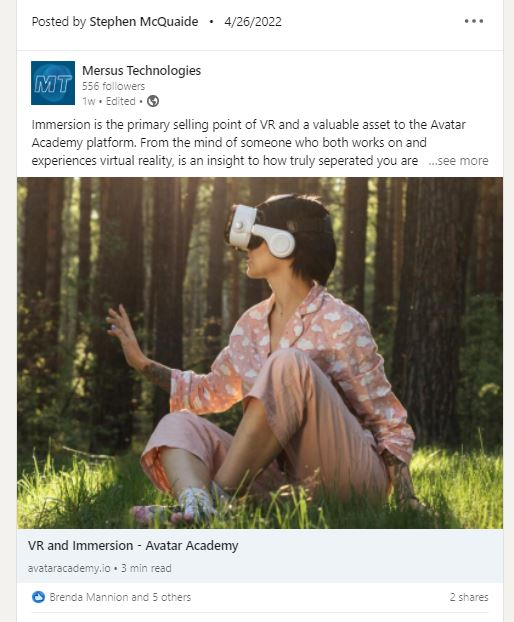 Posted by Stephen McQuaide • 4/26/2022
MT
Mersus Technologies
556 followers
1w • Edited •
Immersion is the primary selling point of VR and a valuable asset to the Avatar
Academy platform. From the mind of someone who both works on and
experiences virtual reality, is an insight to how truly seperated you are ...see more
VR and Immersion - Avatar Academy
avataracademy.io • 3 min read
Brenda Mannion and 5 others 2 shares